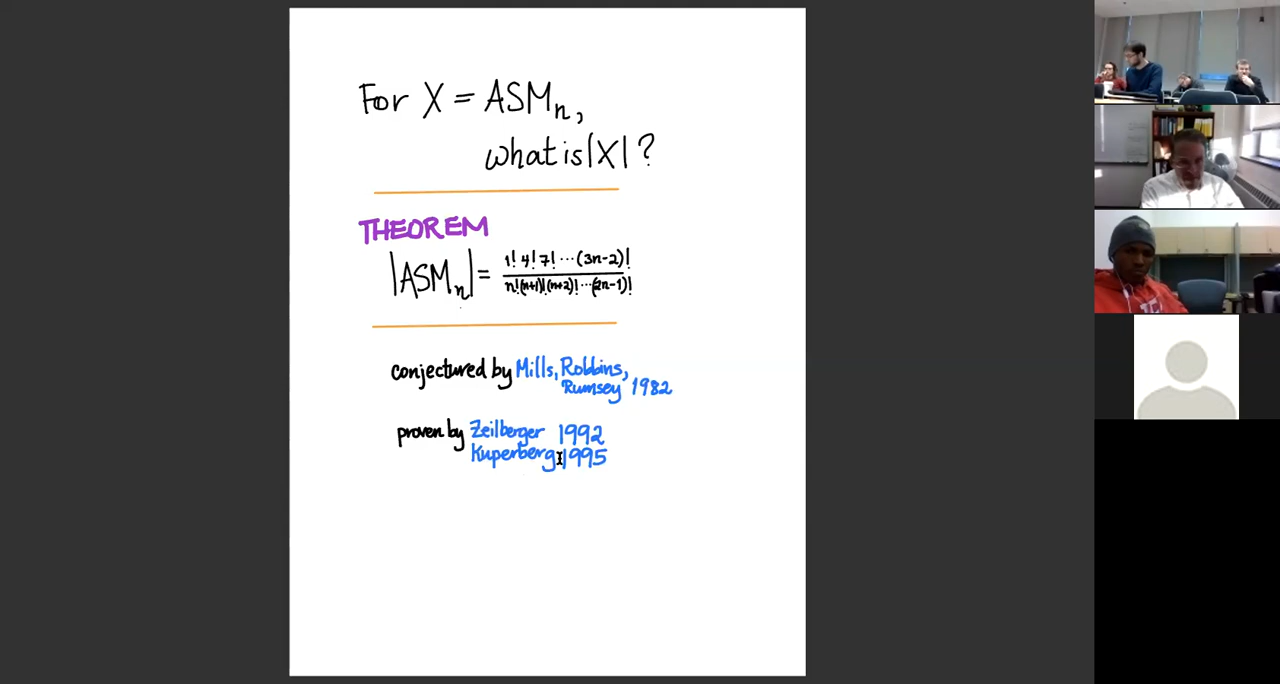 For X = ASMₙ,
what is |X| ?
THEOREM
|ASMₙ| = 1! 4! 7! ⋯ (3n-2)! / n!(n+1)!(n+2)! ⋯ (2n-1)!
conjectured by Mills, Robbins,
Rumsey 1982
proven by Zeilberger 1992
Kuperberg 1995